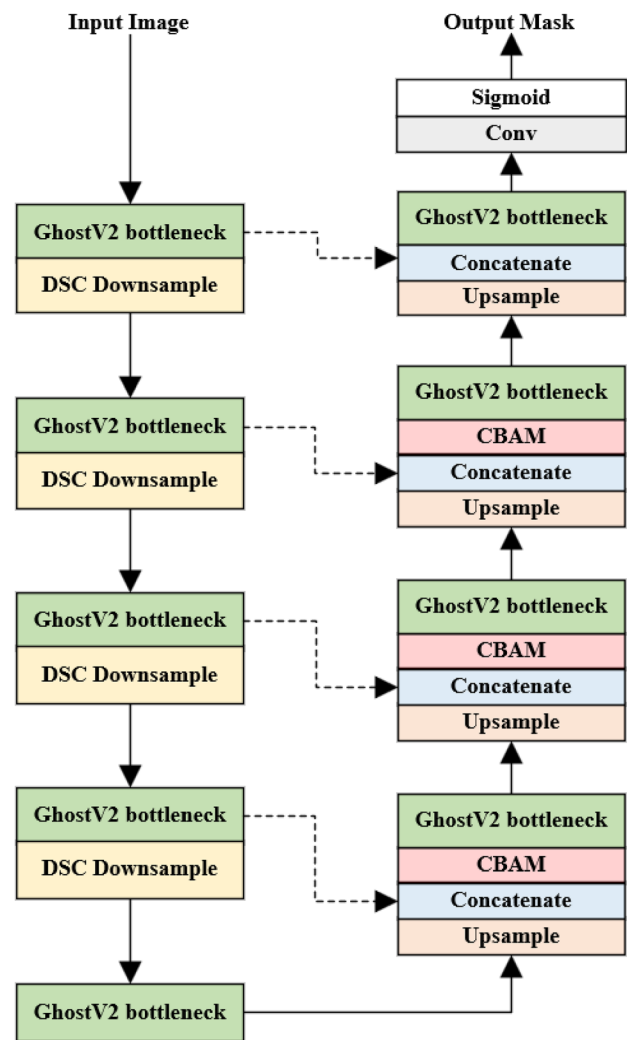 Input Image
GhostV2 bottleneck
DSC Downsample
GhostV2 bottleneck
DSC Downsample
GhostV2 bottleneck
DSC Downsample
GhostV2 bottleneck
DSC Downsample
GhostV2 bottleneck
Output Mask
Sigmoid
Conv
GhostV2 bottleneck
Concatenate
Upsample
GhostV2 bottleneck
CBAM
Concatenate
Upsample
GhostV2 bottleneck
CBAM
Concatenate
Upsample
GhostV2 bottleneck
CBAM
Concatenate
Upsample